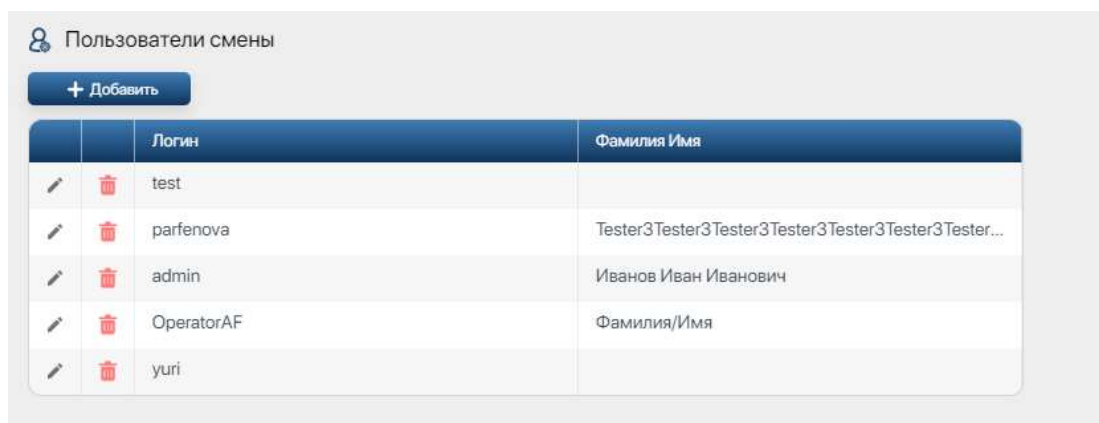 Пользователи смены
+ Добавить
Логин Фамилия Имя
test
parfenova Tester3Tester3Tester3Tester3Tester3Tester3Tester...
admin Иванов Иван Иванович
OperatorAF Фамилия/Имя
yuri